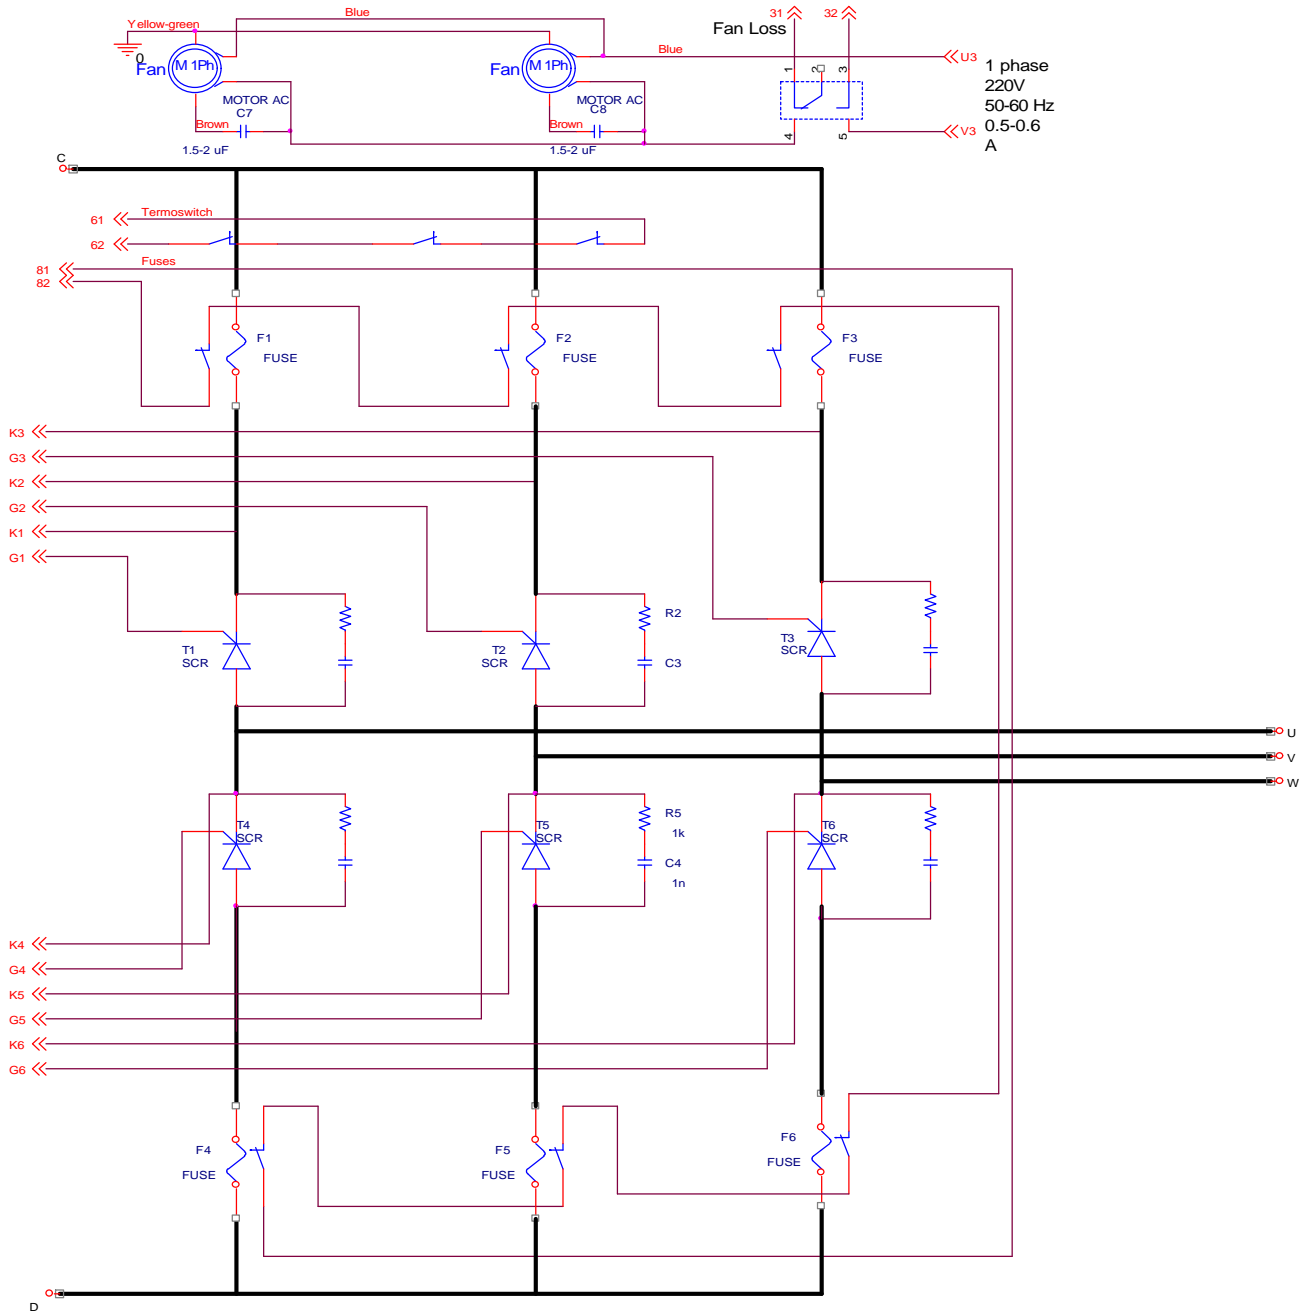 31
32
Blue
Yellow-green
Fan Loss
0
Fan
M 1Ph
Fan
M 1Ph
Blue
U3
1 phase
220V
50-60 Hz
0.5-0.6
A
1
2
3
MOTOR AC
C7
MOTOR AC
C8
Brown
Brown
1.5-2 uF
1.5-2 uF
4
5
V3
C
61
Termoswitch
62
81
Fuses
82
F1
FUSE
F2
FUSE
F3
FUSE
K3
G3
K2
G2
K1
G1
R2
T1
SCR
T2
SCR
C3
T3
SCR
U
V
W
T4
SCR
T5
SCR
R5
1k
C4
1n
T6
SCR
K4
G4
K5
G5
K6
G6
F4
FUSE
F5
FUSE
F6
FUSE
D